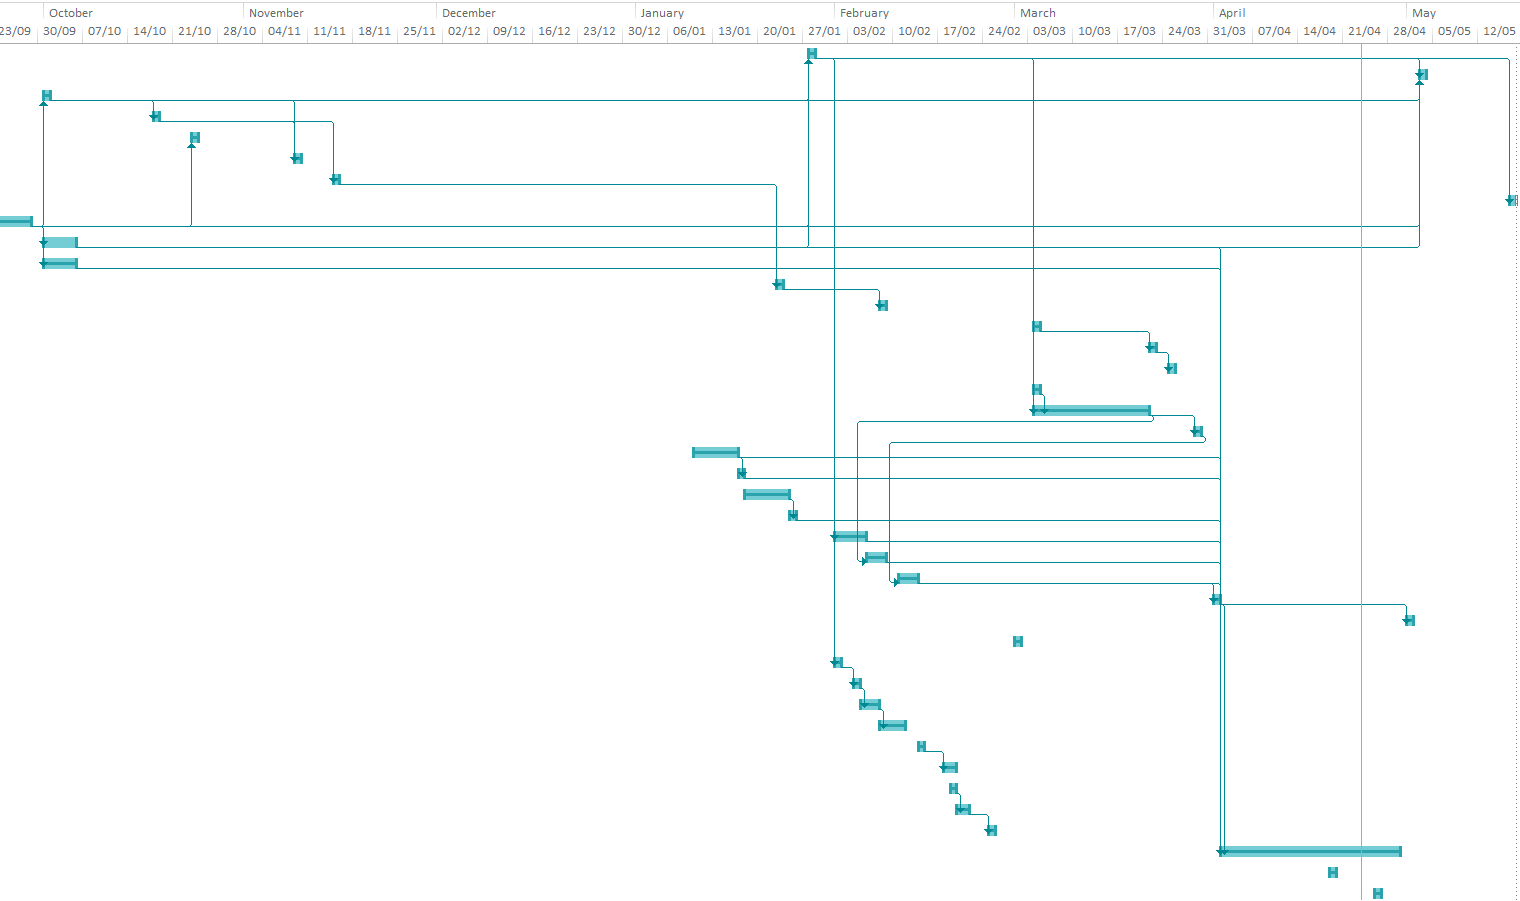 October November December January February March April May
23/09 30/09 07/10 14/10 21/10 28/10 04/11 11/11 18/11 25/11 02/12 09/12 16/12 23/12 30/12 06/01 13/01 20/01 27/01 03/02 10/02 17/02 24/02 03/03 10/03 17/03 24/03 31/03 07/04 14/04 21/04 28/04 05/05 12/05